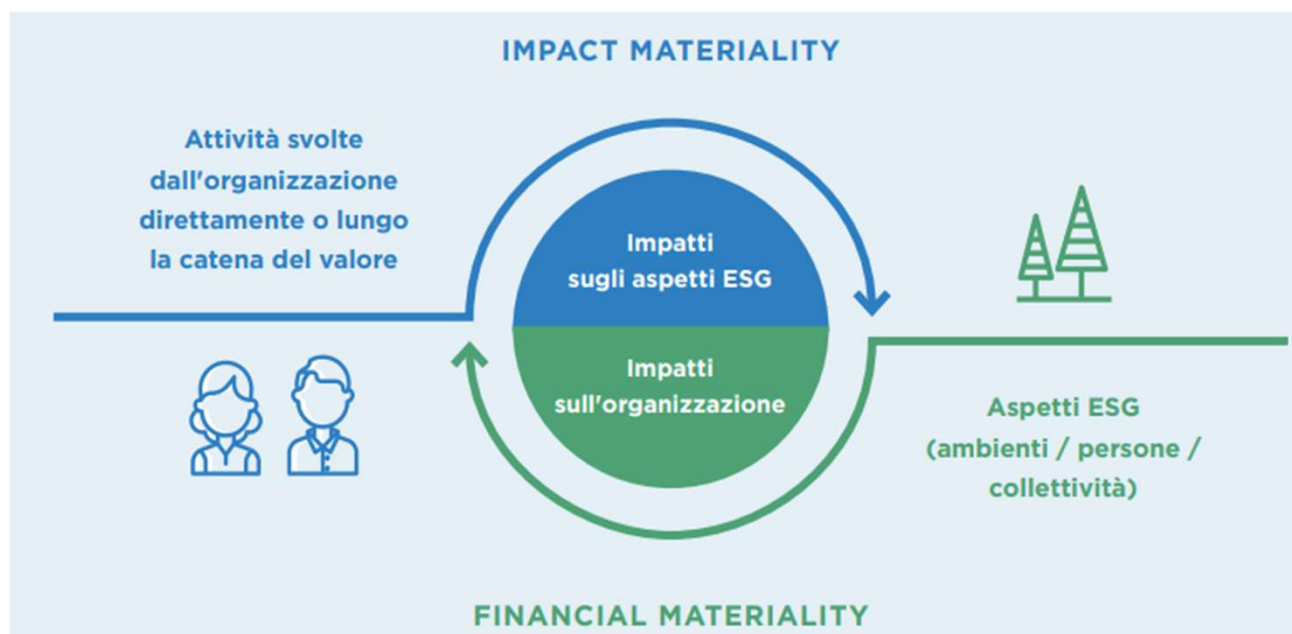 IMPACT MATERIALITY
Attività svolte
dall'organizzazione
direttamente o lungo
la catena del valore
Impatti
sugli aspetti ESG
Impatti
sull'organizzazione
Aspetti ESG
(ambienti / persone /
collettività)
FINANCIAL MATERIALITY